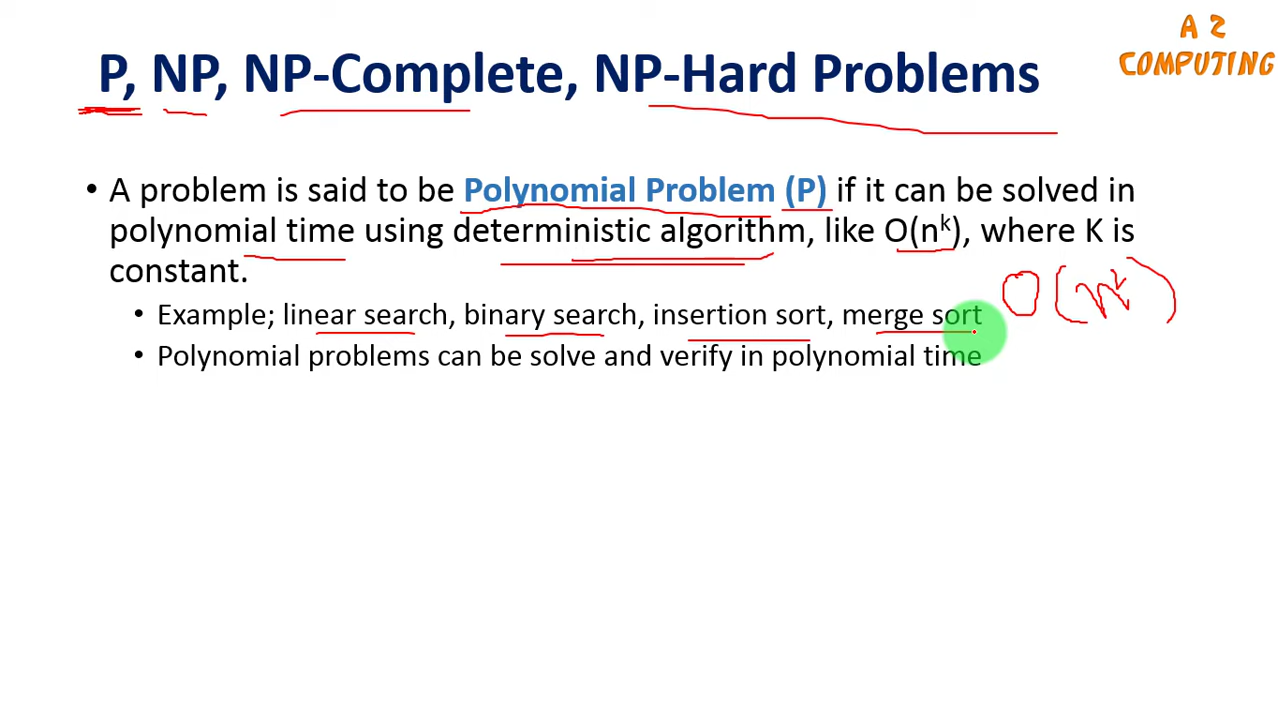 A Z
COMPUTING
P, NP, NP-Complete, NP-Hard Problems
• A problem is said to be Polynomial Problem (P) if it can be solved in
polynomial time using deterministic algorithm, like O(nᵏ), where K is
constant.
• Example; linear search, binary search, insertion sort, merge sort
O(nᵏ)
• Polynomial problems can be solve and verify in polynomial time